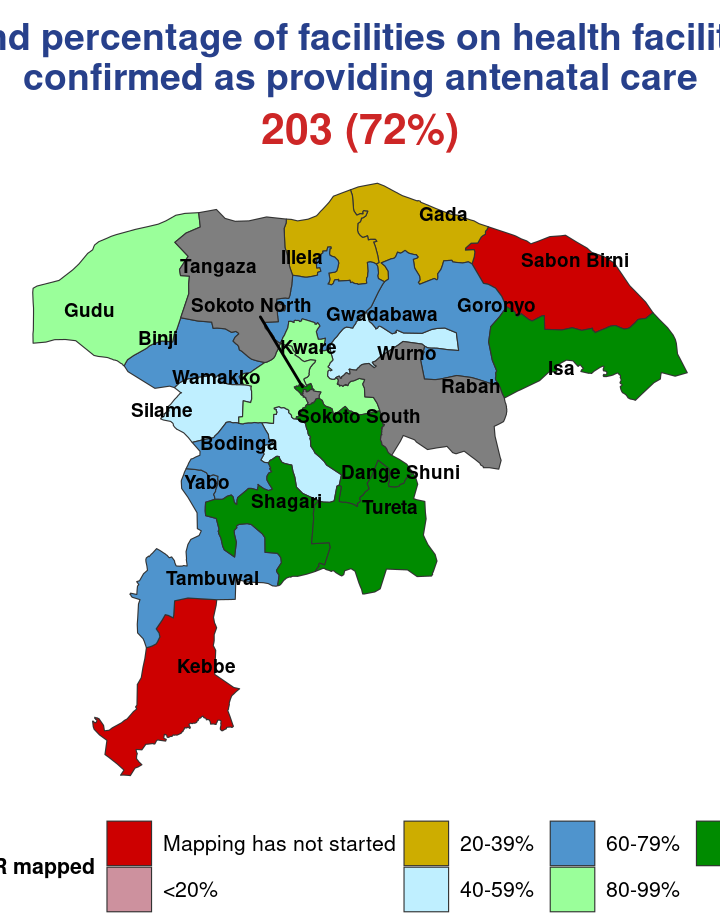 percentage of facilities on health
confirmed as providing antenatal care
203 (72%)
Gada
Illela
Sabon Birni
Tangaza
Sokoto North
Goronyo
Gudu
Gwadabawa
Binji
Kware
Wurno
Isa
Wamakko
Rabah
Silame
Sokoto South
Bodinga
Dange Shuni
Yabo
Shagari
Tureta
Tambuwal
Kebbe
mapped
Mapping has not started
20-39%
60-79%
<20%
40-59%
80-99%